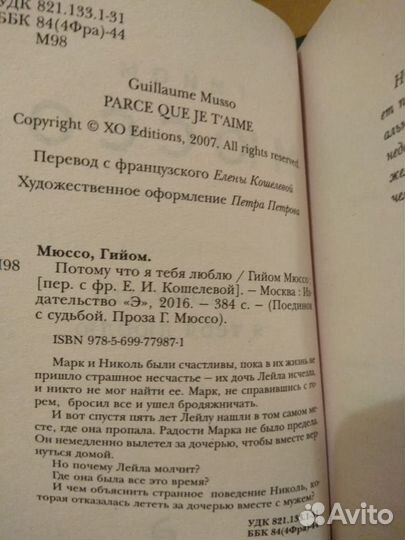 УДК 821.133.1-31
ББК 84(4Фра)-44
М98
Guillaume Musso
PARCE QUE JE T'AIME
Copyright © XO Editions, 2007. All rights reserved.
Перевод с французского Елены Кошелевой
Художественное оформление Петра Петрова
Мюссо, Гийом.
М98
Потому что я тебя люблю / Гийом Мюссо;
[пер. с фр. Е. И. Кошелевой]. — Москва : Из-
дательство «Э», 2016. — 384 с. — (Поединок
с судьбой. Проза Г. Мюссо).
ISBN 978-5-699-77987-1
Марк и Николь были счастливы, пока в их жизнь не
пришло страшное несчастье — их дочь Лейла исчезла,
и никто не мог найти ее. Марк, не справившись с го-
рем, бросил все и ушел бродяжничать.
И вот спустя пять лет Лейлу нашли в том самом ме-
сте, где она пропала. Радости Марка не было предела.
Он немедленно вылетел за дочерью, чтобы вместе вер-
нуться домой.
Но почему Лейла молчит?
Где она была все это время?
И чем объяснить странное поведение Николь, ко-
торая отказалась лететь за дочерью вместе с мужем?
УДК 821.133.1-
ББК 84(4Фра)-44
Avito